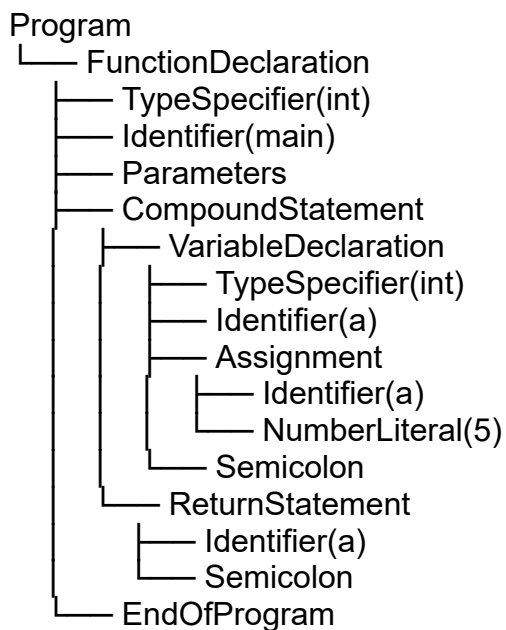 Program
FunctionDeclaration
TypeSpecifier(int)
Identifier(main)
Parameters
CompoundStatement
VariableDeclaration
TypeSpecifier(int)
Identifier(a)
Assignment
Identifier(a)
NumberLiteral(5)
Semicolon
ReturnStatement
Identifier(a)
Semicolon
EndOfProgram